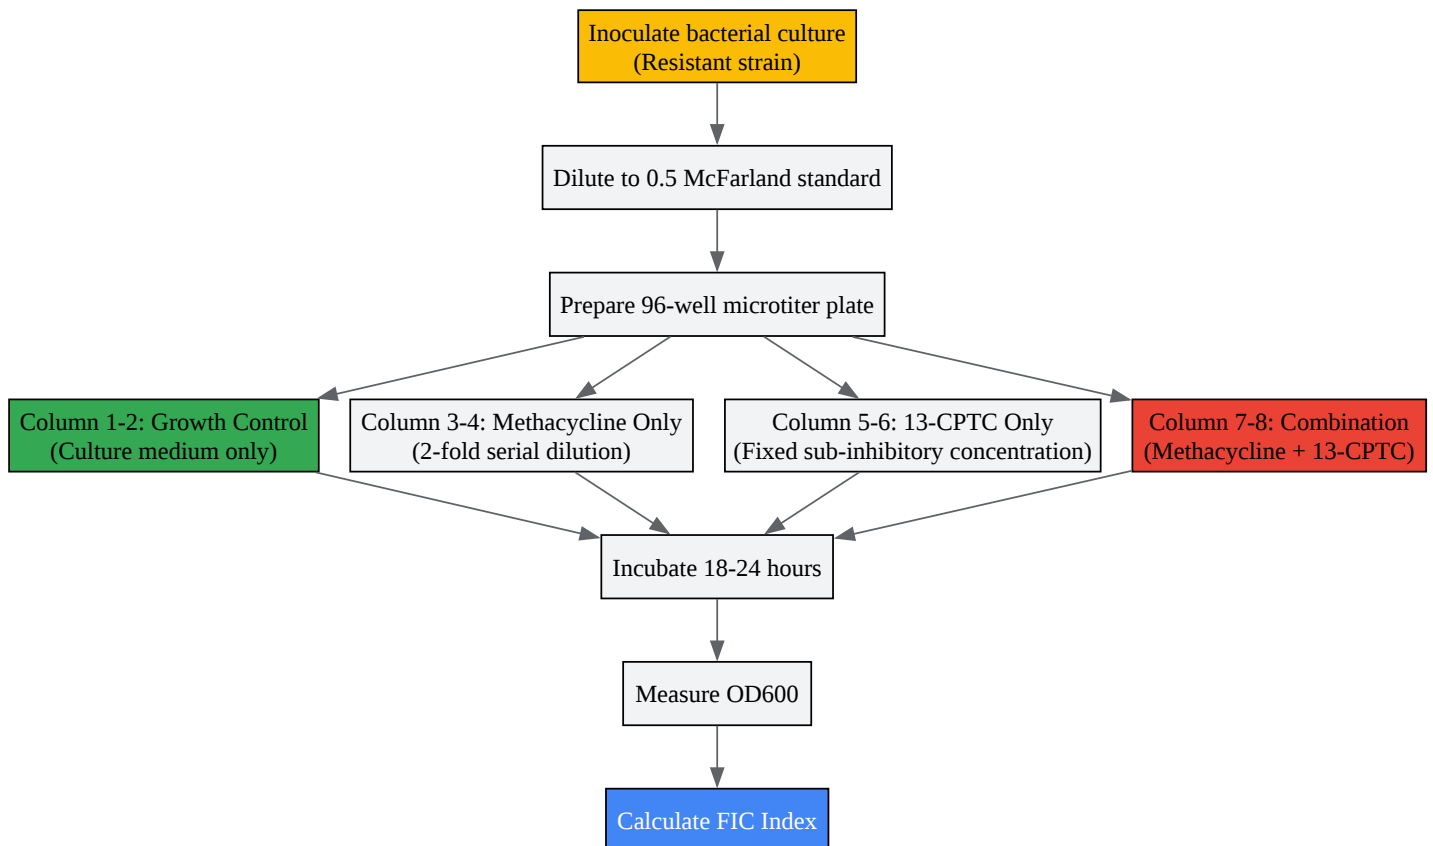 Inoculate bacterial culture
(Resistant strain)
Dilute to 0.5 McFarland standard
Prepare 96-well microtiter plate
Column 1-2: Growth Control
(Culture medium only)
Column 3-4: Methacycline Only
(2-fold serial dilution)
Column 5-6: 13-CPTC Only
(Fixed sub-inhibitory concentration)
Column 7-8: Combination
(Methacycline + 13-CPTC)
Incubate 18-24 hours
Measure OD600
Calculate FIC Index